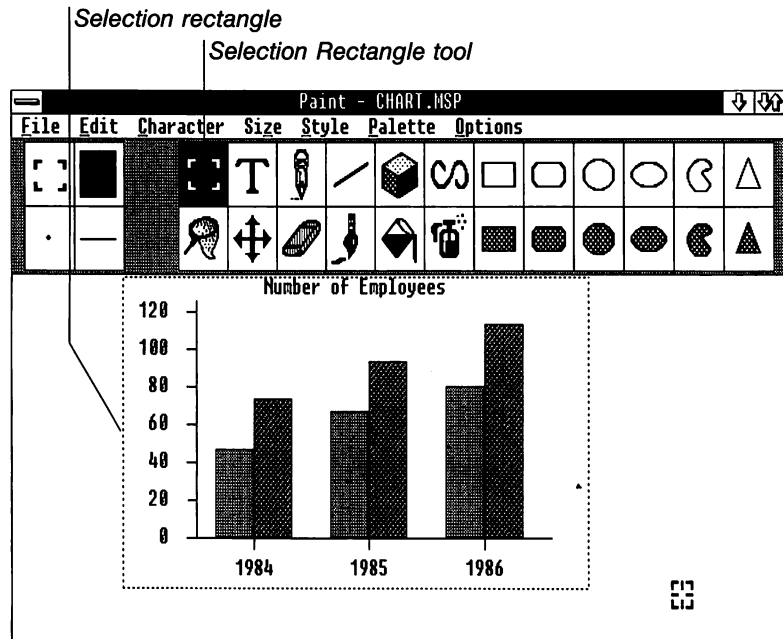 Selection rectangle
Selection Rectangle tool
Paint - CHART.MSP
File Edit Character Size Style Palette Options
T
Number of Employees
120
100
80
60
40
20
0
1984 1985 1986